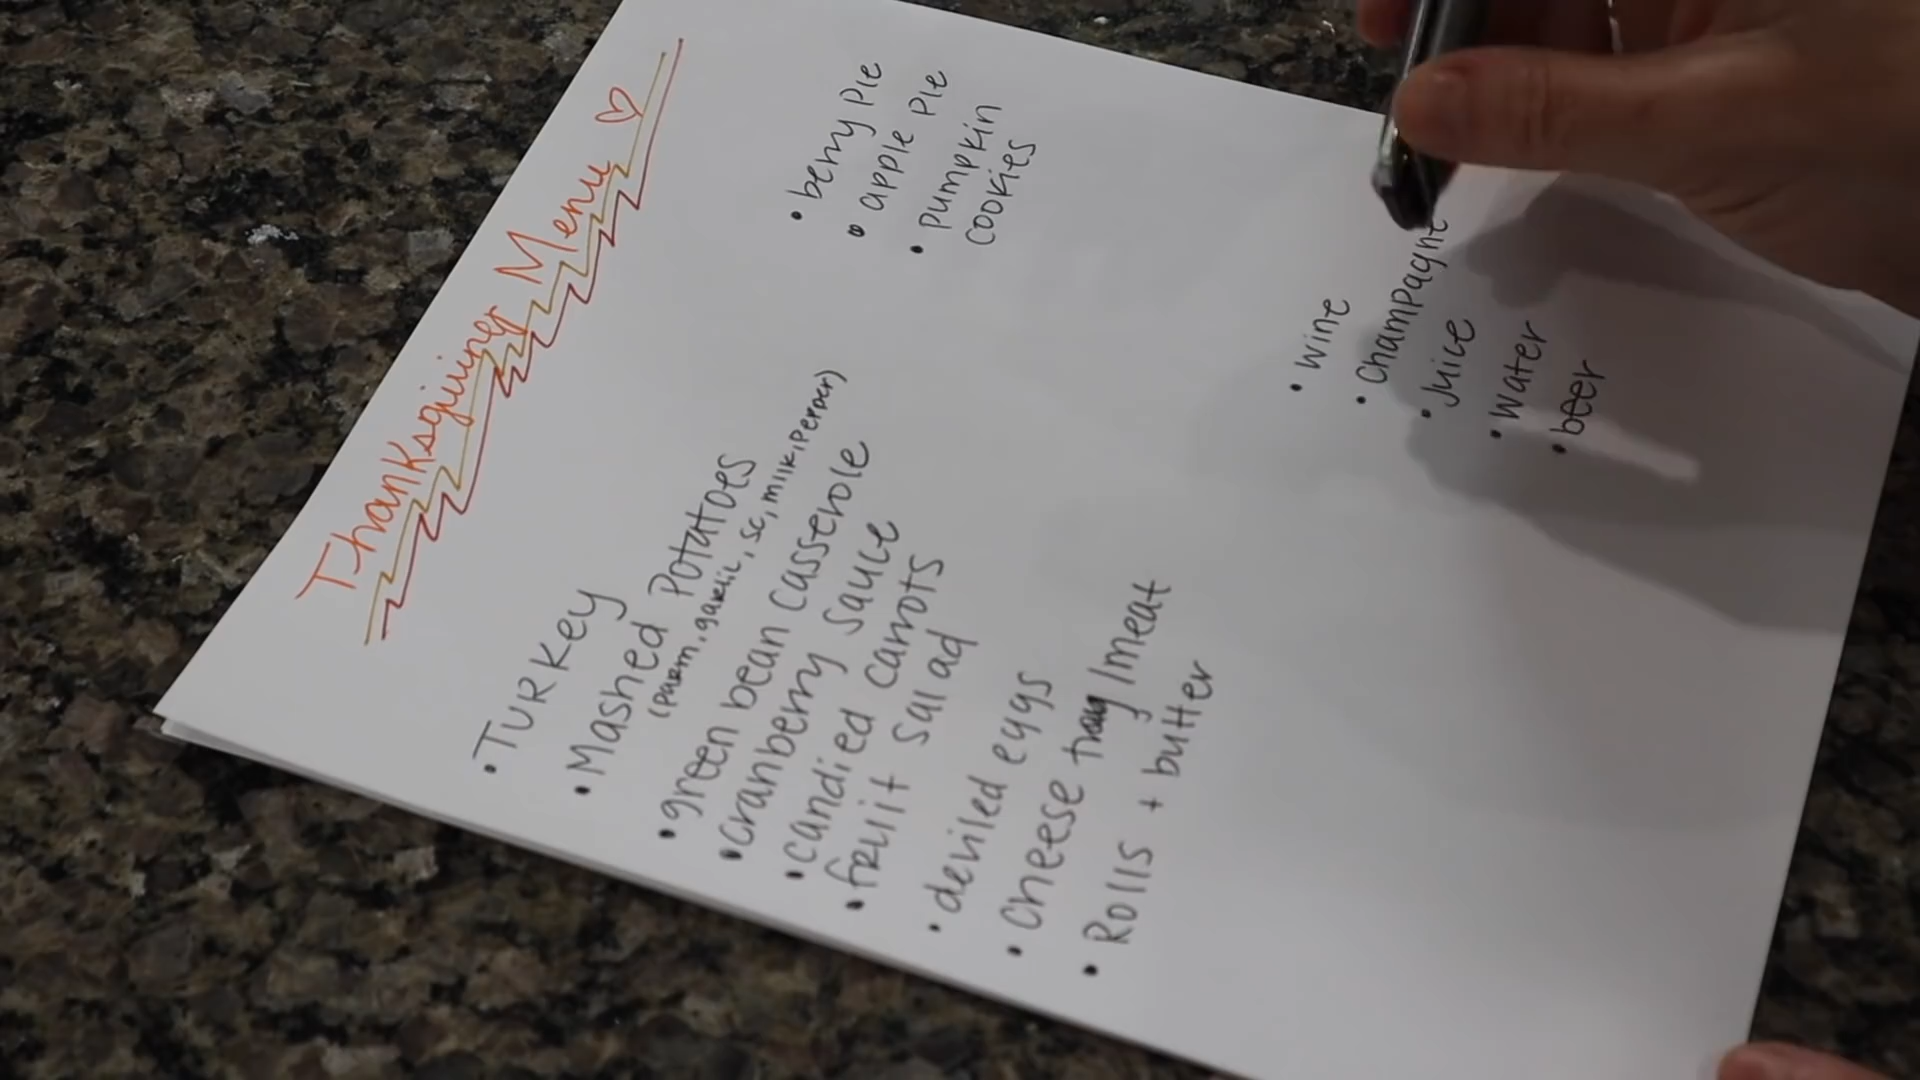 Thanksgiving Menu ♡
• TURKEY
• Mashed Potatoes
(parm, garlic, sc, milk, pepper)
• green bean casserole
• cranberry sauce
• candied carrots
• fruit salad
• deviled eggs
• Cheese tray / meat
• Rolls + butter
• berry Pie
• apple Pie
• pumpkin
cookies
• wine
• Champagne
• Juice
• Water
• beer